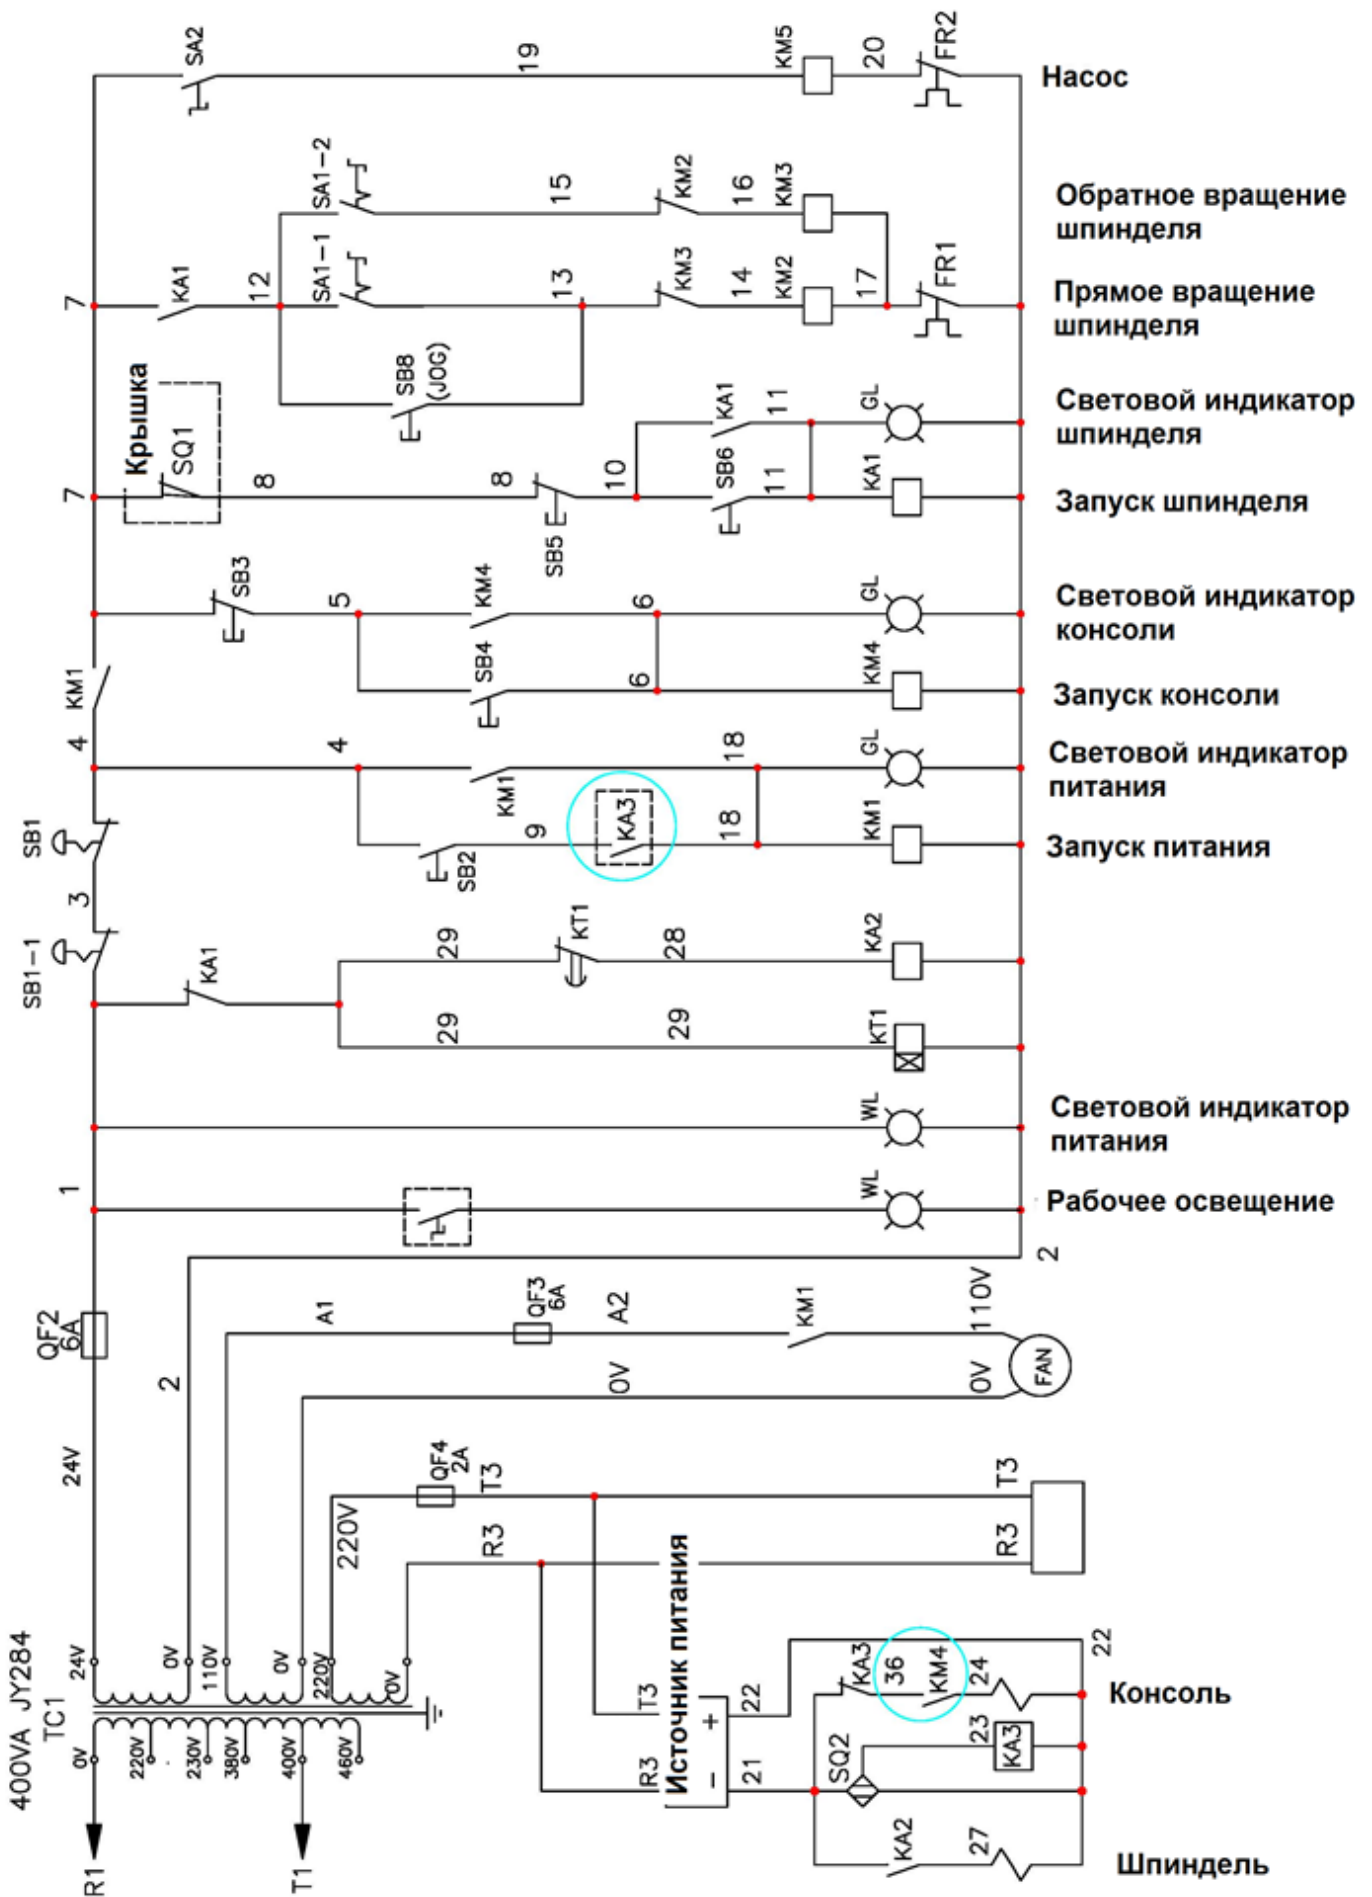 SA2
19
KM5
20
FR2
Насос
SA1-2
15
KM2
16
KM3
Обратное вращение
шпинделя
7
KA1
12
SA1-1
13
KM3
14
KM2
17
FR1
Прямое вращение
шпинделя
SB8
(JOG)
Крышка
SQ1
KA1
11
GL
Световой индикатор
шпинделя
7
8
8
SB5
10
SB6
11
KA1
Запуск шпинделя
SB3
5
KM4
6
GL
Световой индикатор
консоли
KM1
SB4
6
KM4
Запуск консоли
4
4
KM1
18
GL
Световой индикатор
питания
SB1
SB2
9
KA3
18
KM1
Запуск питания
3
SB1-1
KA1
29
KT1
28
KA2
29
29
KT1
WL
Световой индикатор
питания
1
WL
Рабочее освещение
2
QF2
6A
A1
QF3
6A
A2
KM1
110V
2
0V
0V
FAN
24V
QF4
2A
T3
T3
220V
R3
R3
400VA JY284
TC1
24V
0V
110V
0V
220V
0V
0V
220V
230V
380V
400V
460V
R1
T1
Источник питания
T3
R3
+
-
22
21
KA3
36
KM4
24
22
Консоль
SQ2
23
KA3
KA2
27
Шпиндель